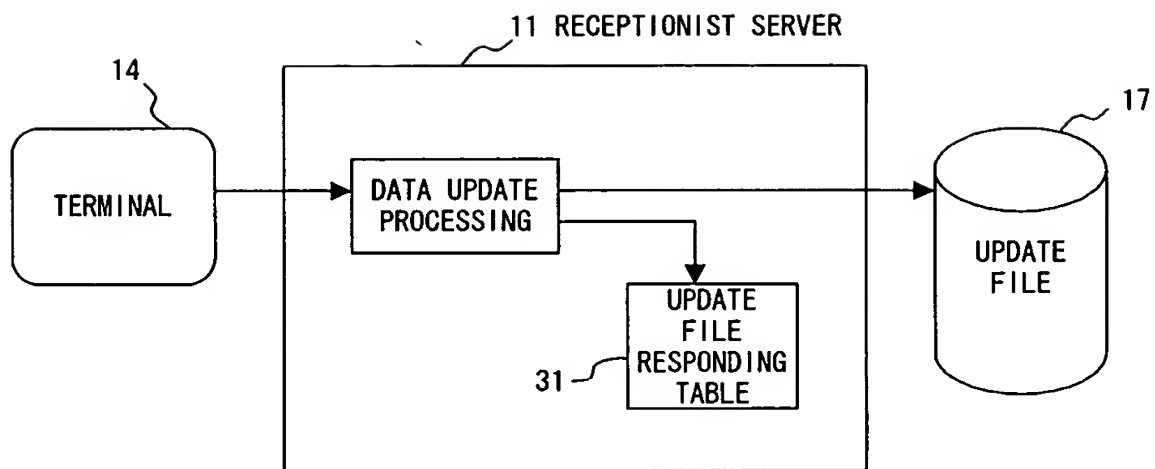 11 RECEPTIONIST SERVER
14
17
TERMINAL
DATA UPDATE
PROCESSING
UPDATE
FILE
UPDATE
FILE
RESPONDING
TABLE
31